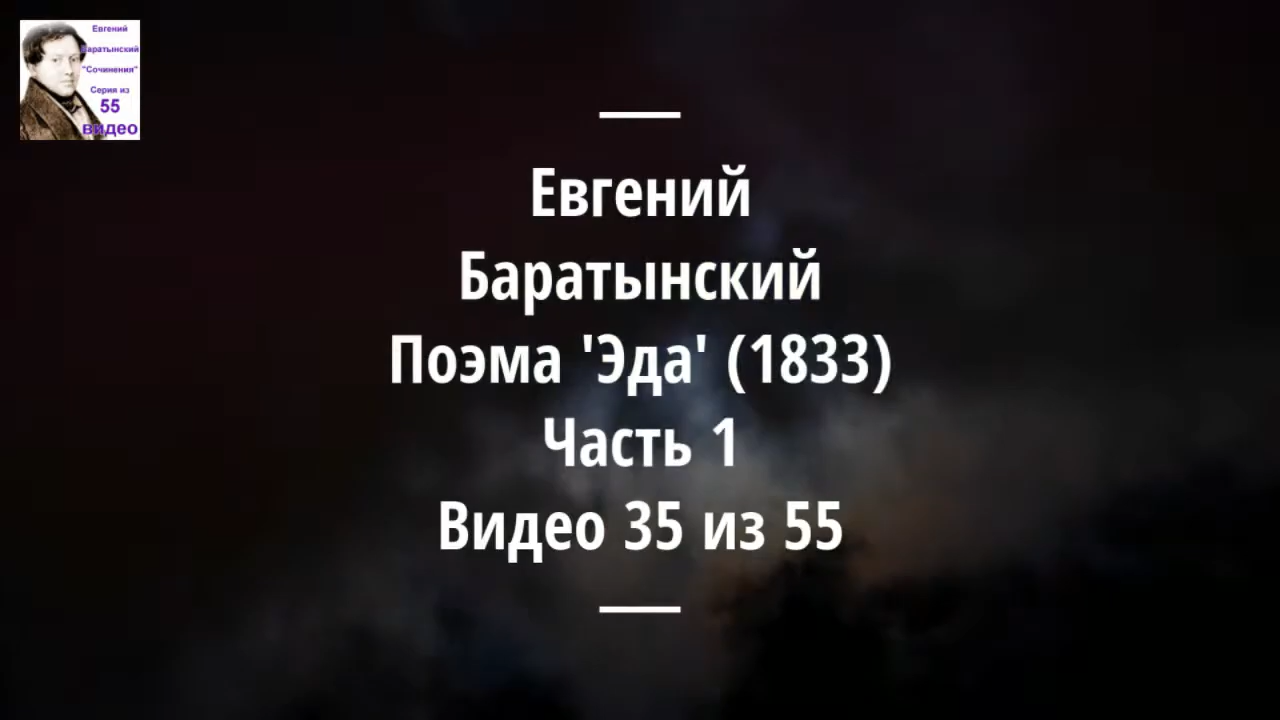 Евгений
Баратынский
"Сочинения"
Серия из
55
видео
Евгений
Баратынский
Поэма 'Эда' (1833)
Часть 1
Видео 35 из 55